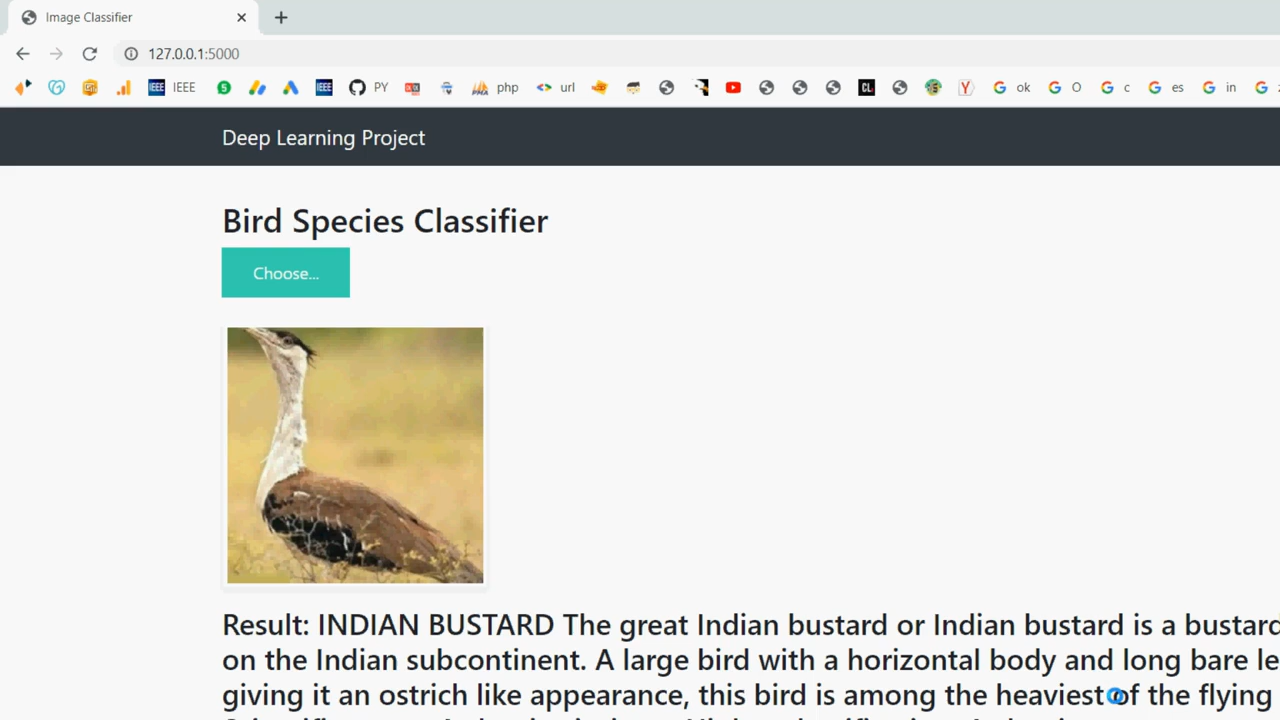 Image Classifier
127.0.0.1:5000
IEEE PY php url ok O c es in
Deep Learning Project
Bird Species Classifier
Choose...
Result: INDIAN BUSTARD The great Indian bustard or Indian bustard is a bustard
on the Indian subcontinent. A large bird with a horizontal body and long bare le
giving it an ostrich like appearance, this bird is among the heaviest of the flying